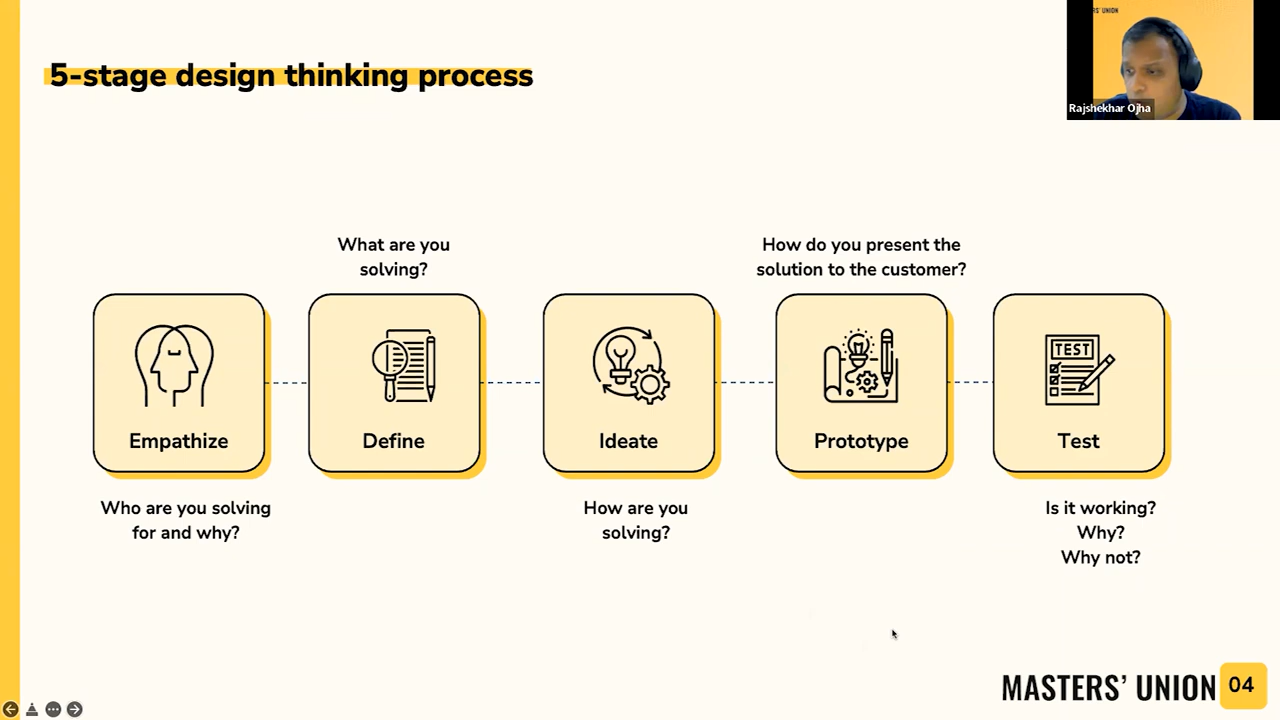 5-stage design thinking process
RS' UNION
Rajshekhar Ojha
What are you
solving?
How do you present the
solution to the customer?
TEST
Empathize
Define
Ideate
Prototype
Test
Who are you solving
for and why?
How are you
solving?
Is it working?
Why?
Why not?
MASTERS' UNION
04